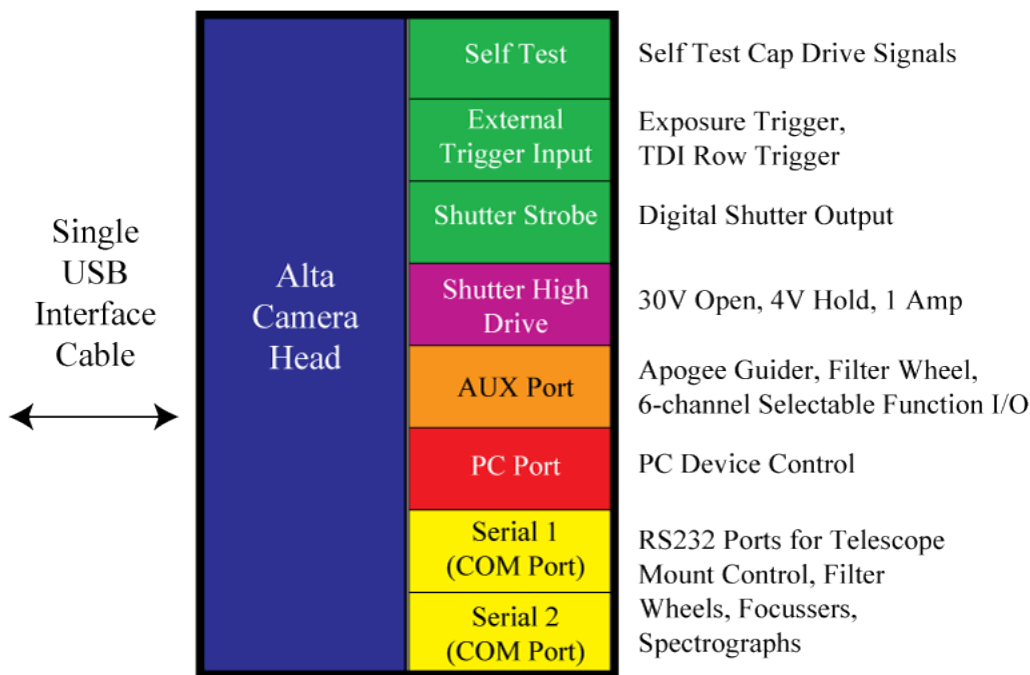 Single
USB
Interface
Cable
Alta
Camera
Head
Self Test
Self Test Cap Drive Signals
External
Trigger Input
Exposure Trigger,
TDI Row Trigger
Shutter Strobe
Digital Shutter Output
Shutter High
Drive
30V Open, 4V Hold, 1 Amp
AUX Port
Apogee Guider, Filter Wheel,
6-channel Selectable Function I/O
PC Port
PC Device Control
Serial 1
(COM Port)
Serial 2
(COM Port)
RS232 Ports for Telescope
Mount Control, Filter
Wheels, Focussers,
Spectrographs